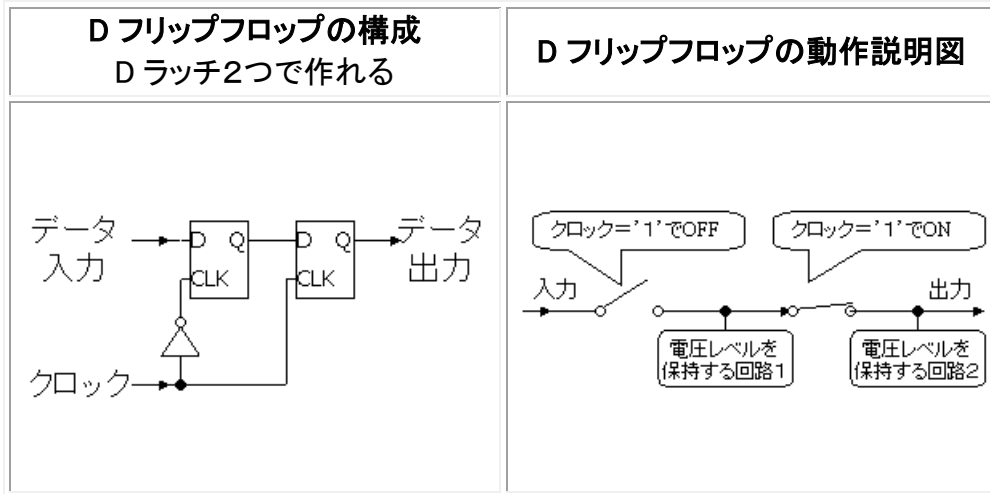 D フリップフロップの構成
D ラッチ2つで作れる
D フリップフロップの動作説明図
データ
入力
D Q
CLK
D Q
CLK
データ
出力
クロック
クロック='1'でOFF
クロック='1'でON
入力
出力
電圧レベルを
保持する回路1
電圧レベルを
保持する回路2